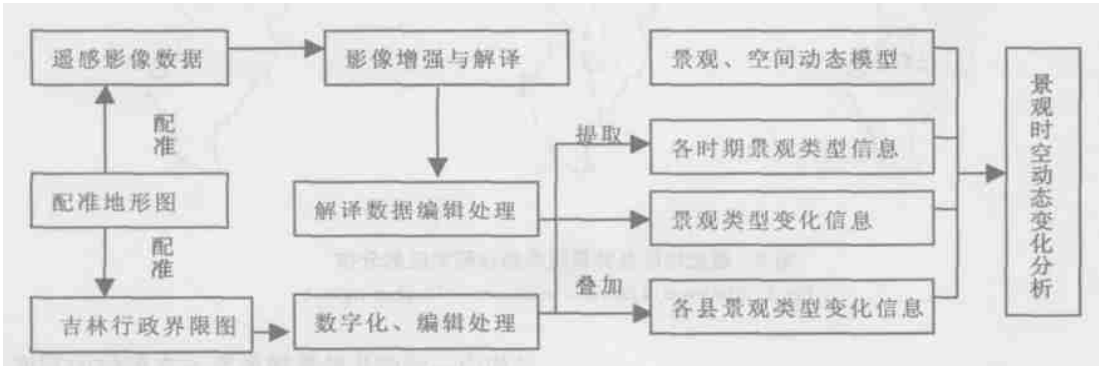 遥感影像数据
影像增强与解译
景观、空间动态模型
配准
提取
各时期景观类型信息
配准地形图
解译数据编辑处理
景观类型变化信息
配准
叠加
吉林行政界限图
数字化、编辑处理
各县景观类型变化信息
景观时空动态变化分析